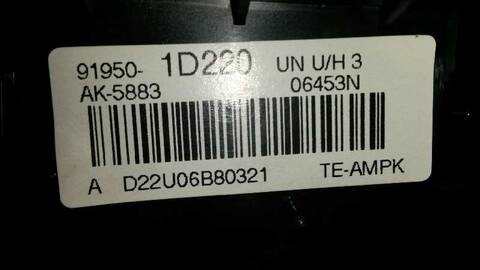 91950- 1D220 UN U/H 3
AK-5883 06453N
A D22U06B80321 TE-AMPK